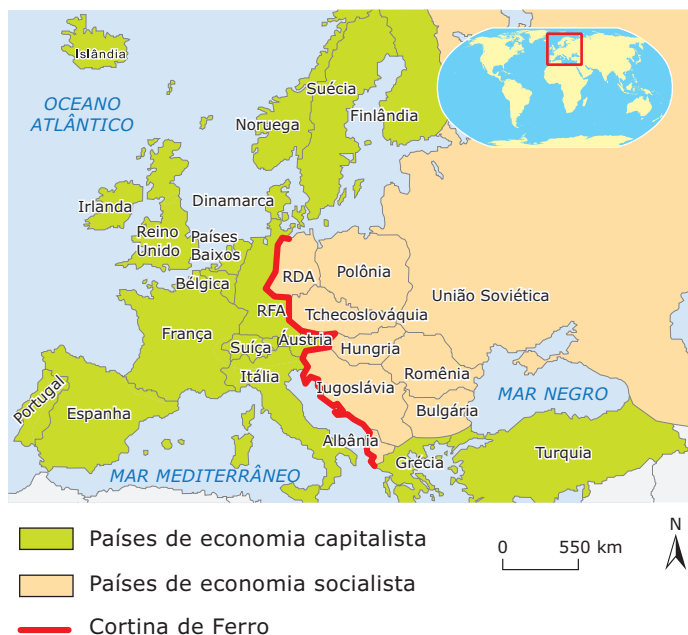 Islândia
OCEANO
ATLÂNTICO
Suécia
Noruega
Finlândia
Irlanda
Dinamarca
Reino
Unido
Países
Baixos
Bélgica
RDA
Polônia
União Soviética
RFA
Tchecoslováquia
França
Suíça
Áustria
Hungria
Itália
Romênia
Iugoslávia
Bulgária
MAR NEGRO
Portugal
Espanha
Albânia
Grécia
Turquia
MAR MEDITERRÂNEO
Países de economia capitalista
Países de economia socialista
Cortina de Ferro
0 550 km
N